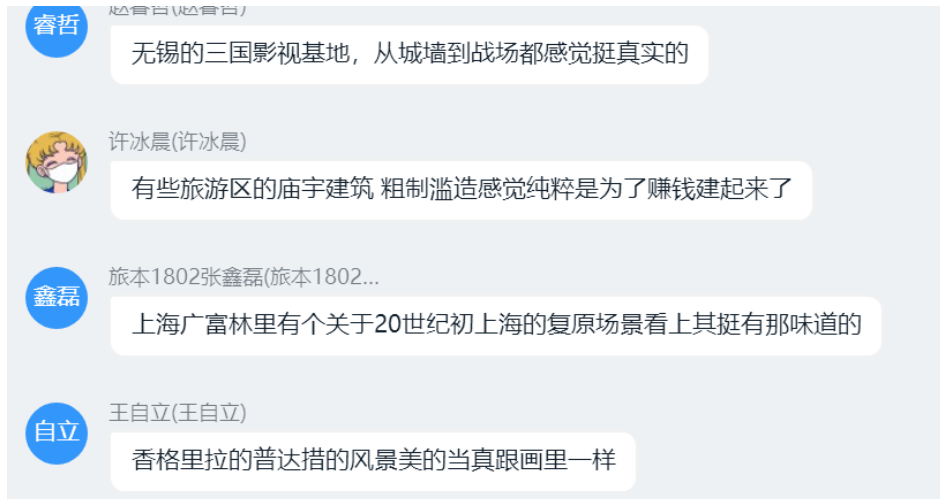 睿哲
赵睿哲(赵睿哲)
无锡的三国影视基地，从城墙到战场都感觉挺真实的
许冰晨(许冰晨)
有些旅游区的庙宇建筑 粗制滥造感觉纯粹是为了赚钱建起来了
旅本1802张鑫磊(旅本1802...
鑫磊
上海广富林里有个关于20世纪初上海的复原场景看上其挺有那味道的
王自立(王自立)
自立
香格里拉的普达措的风景美的当真跟画里一样